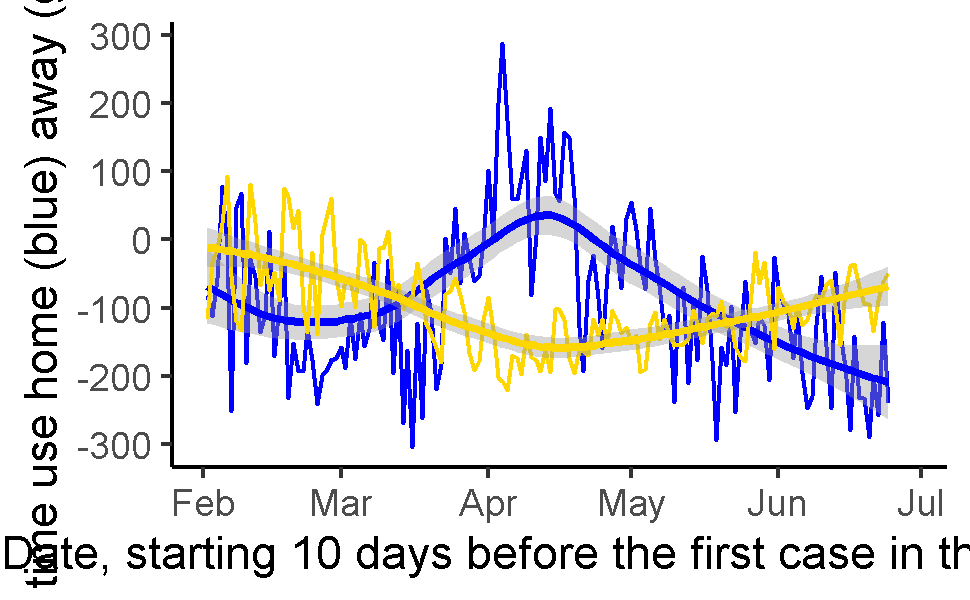 time use home (blue) away (
300
200
100
0
-100
-200
-300
Feb Mar Apr May Jun Jul
Date, starting 10 days before the first case in th